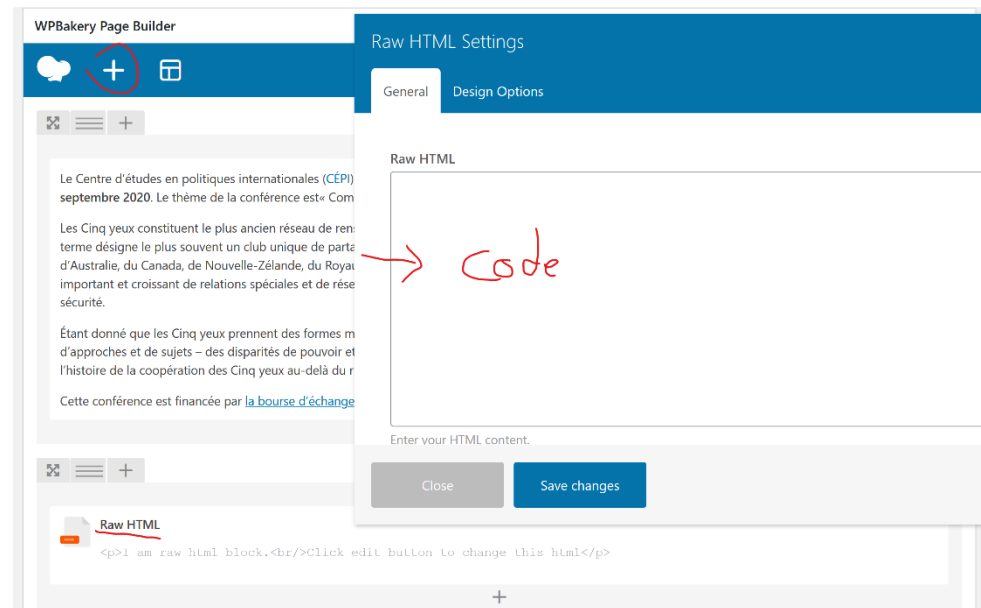 WPBakery Page Builder
Raw HTML Settings
General
Design Options
Raw HTML
Le Centre d'études en politiques internationales (CÉPI)
septembre 2020. Le thème de la conférence est« Com
Les Cinq yeux constituent le plus ancien réseau de ren
terme désigne le plus souvent un club unique de parta
d'Australie, du Canada, de Nouvelle-Zélande, du Royau
important et croissant de relations spéciales et de rése
sécurité.
Étant donné que les Cinq yeux prennent des formes m
d'approches et de sujets – des disparités de pouvoir et
l'histoire de la coopération des Cinq yeux au-delà du r
Cette conférence est financée par la bourse d'échange
code
Enter your HTML content.
Close
Save changes
Raw HTML
<p>I am raw html block.<br/>Click edit button to change this html</p>